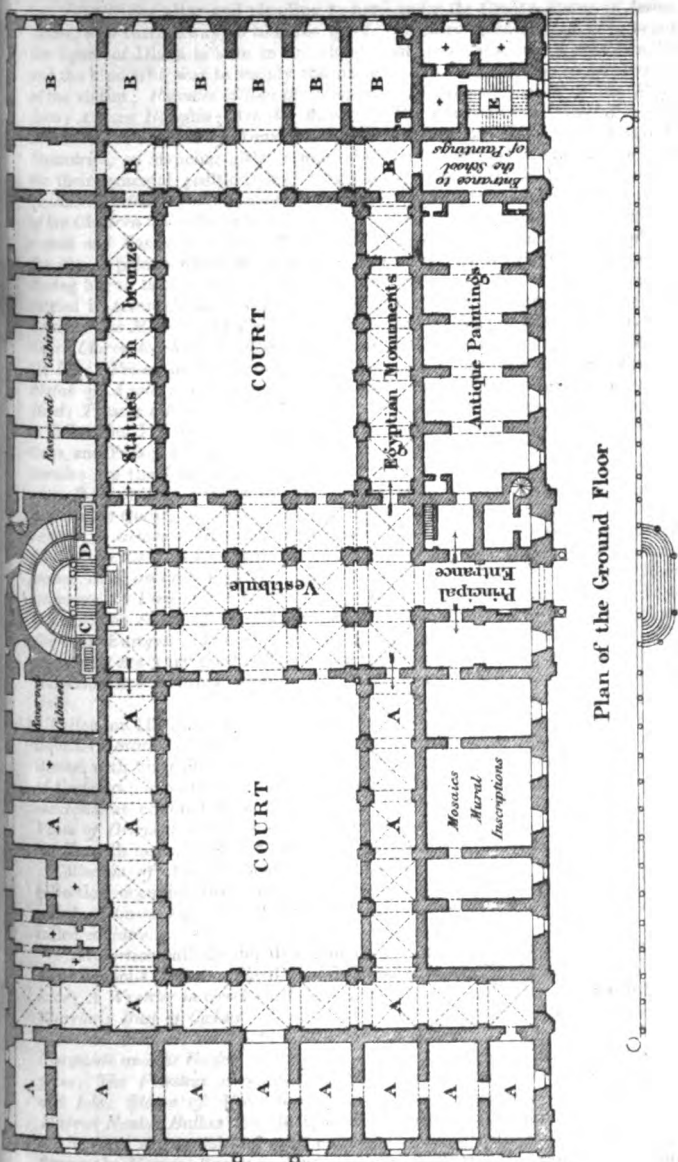 A
+
+
A
+
Reserved
Cabinet
C
D
Reserved
Cabinet
B
A
A
A
Statues in bronze
B
B
A
B
A
COURT
Vestibule
COURT
B
A
B
A
A
A
A
Egyptian Monuments
B
B
A
Mosaics
Mural
Inscriptions
Principal
Entrance
Antique Paintings
Entrance to
the School
of Paintings
+
+
A
E
+
Plan of the Ground Floor